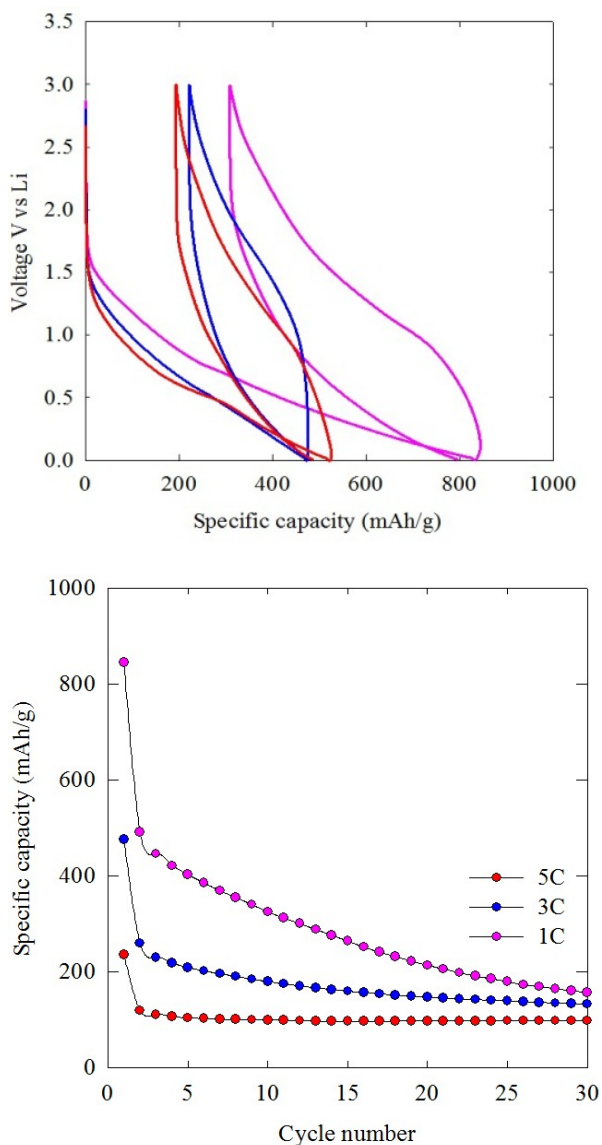 3.5
3.0
2.5
2.0
1.5
1.0
0.5
0.0
Voltage V vs Li
0 200 400 600 800 1000
Specific capacity (mAh/g)
1000
800
600
400
200
0
Specific capacity (mAh/g)
5C
3C
1C
0 5 10 15 20 25 30
Cycle number